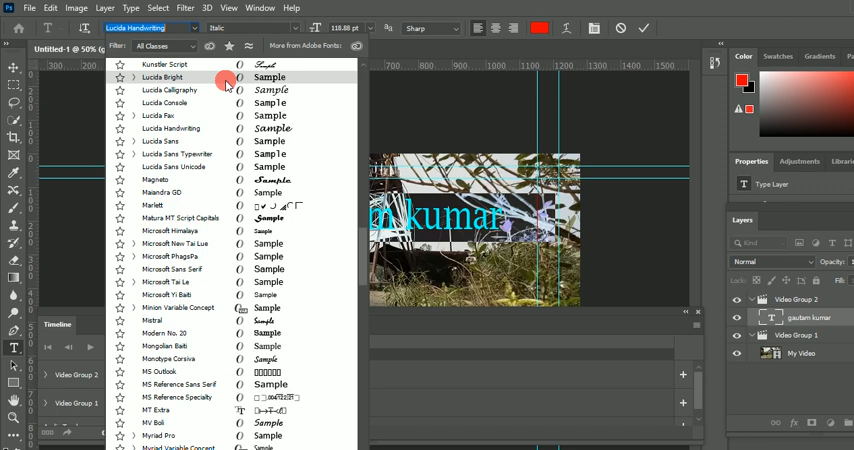 Ps File Edit Image Layer Type Select Filter 3D View Window Help
Lucida Handwriting Italic 118.88 pt aa Sharp
Filter: All Classes More from Adobe Fonts:
Untitled-1 @ 50% (g
300 200
700 800 900 1000 1100 1200 1300 1400 1500
Kunstler Script Sample
Lucida Bright Sample
Lucida Calligraphy Sample
Lucida Console Sample
Lucida Fax Sample
Lucida Handwriting Sample
Lucida Sans Sample
Lucida Sans Typewriter Sample
Lucida Sans Unicode Sample
Magneto Sample
Maiandra GD Sample
Marlett
Matura MT Script Capitals Sample
Microsoft Himalaya Sample
Microsoft New Tai Lue Sample
Microsoft PhagsPa Sample
Microsoft Sans Serif Sample
Microsoft Tai Le Sample
Microsoft Yi Baiti Sample
Minion Variable Concept Sample
Mistral Sample
Modern No. 20 Sample
Mongolian Baiti Sample
Monotype Corsiva Sample
MS Outlook
MS Reference Sans Serif Sample
MS Reference Specialty
MT Extra
MV Boli Sample
Myriad Pro Sample
Myriad Variable Concept Sample
m kumar
Timeline
Video Group 2
Video Group 1
Color Swatches Gradients Pa
Properties Adjustments Librari
T Type Layer
Layers
Kind
Normal Opacity:
Lock: Fill:
Video Group 2
T gautam kumar
Video Group 1
My Video
fx